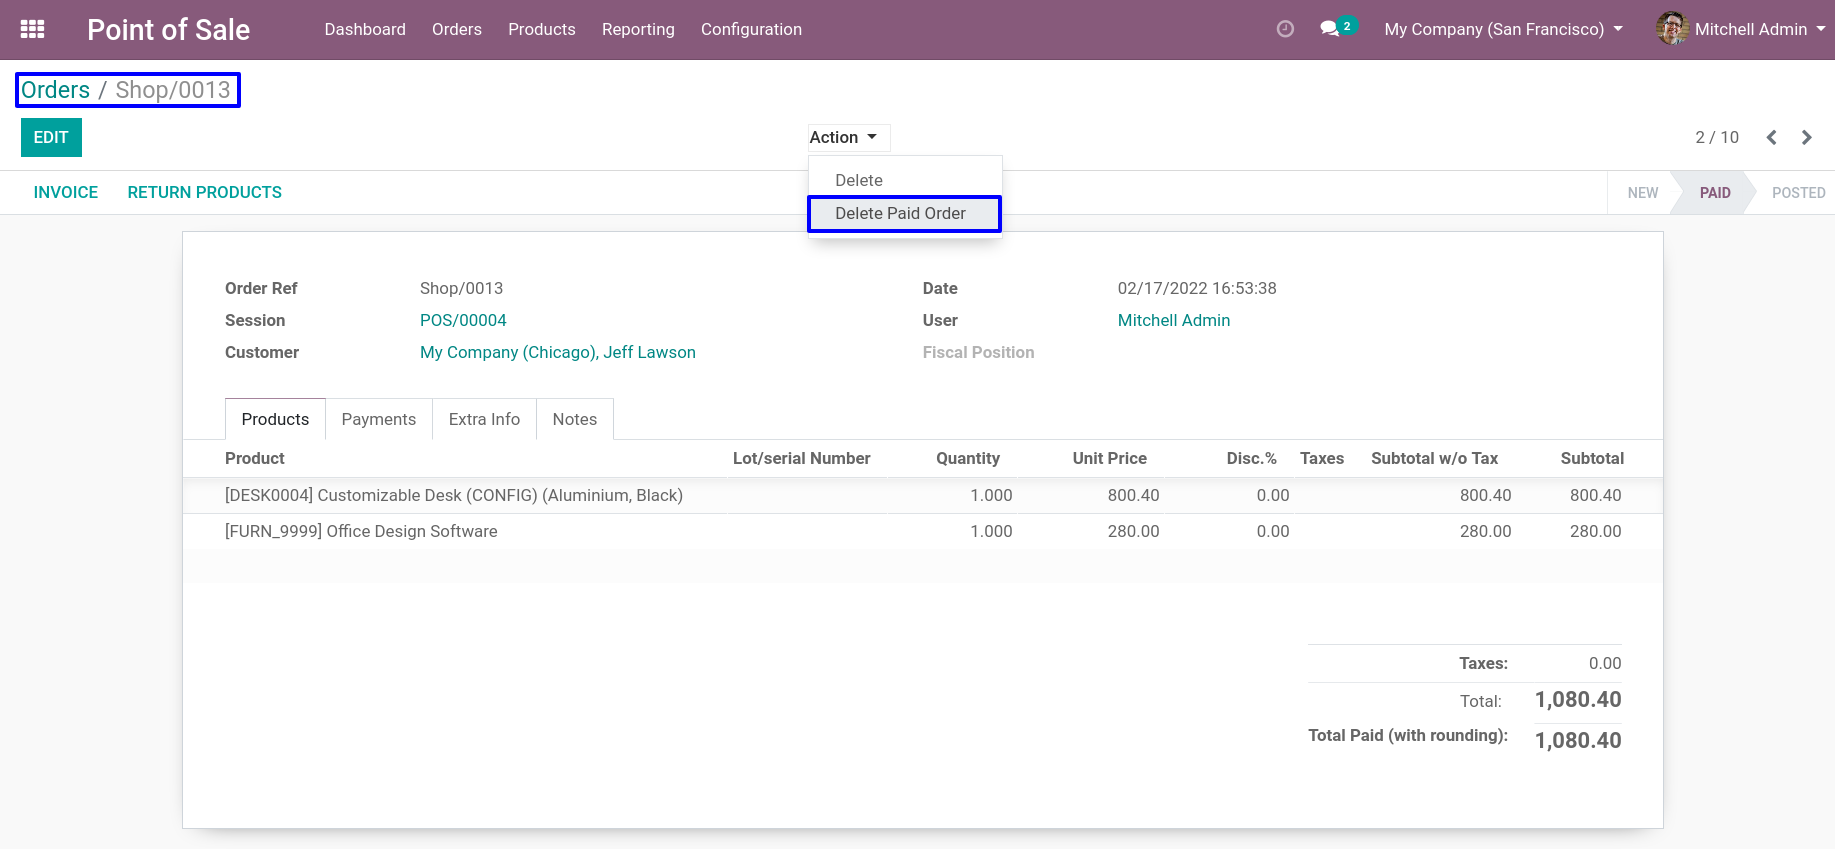 Point of Sale Dashboard Orders Products Reporting Configuration 2 My Company (San Francisco) Mitchell Admin
Orders / Shop/0013
EDIT Action 2 / 10
Delete
INVOICE RETURN PRODUCTS NEW PAID POSTED
Delete Paid Order
Order Ref Shop/0013 Date 02/17/2022 16:53:38
Session POS/00004 User Mitchell Admin
Customer My Company (Chicago), Jeff Lawson Fiscal Position
Products Payments Extra Info Notes
Product Lot/serial Number Quantity Unit Price Disc.% Taxes Subtotal w/o Tax Subtotal
[DESK0004] Customizable Desk (CONFIG) (Aluminium, Black) 1.000 800.40 0.00 800.40 800.40
[FURN_9999] Office Design Software 1.000 280.00 0.00 280.00 280.00
Taxes: 0.00
Total: 1,080.40
Total Paid (with rounding): 1,080.40